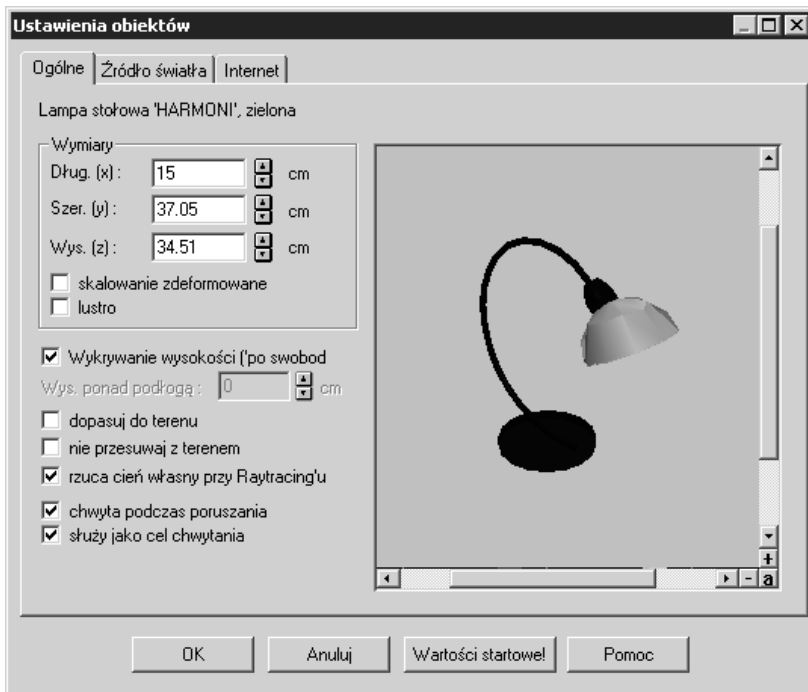 Ustawienia obiektów
Ogólne Źródło światła Internet
Lampa stołowa 'HARMONI', zielona
Wymiary
Dług. (x) : 15 cm
Szer. (y) : 37.05 cm
Wys. (z) : 34.51 cm
skalowanie zdeformowane
lustro
Wykrywanie wysokości ('po swobod
Wys. ponad podłogą : 0 cm
dopasuj do terenu
nie przesuwaj z terenem
rzuca cień własny przy Raytracing'u
chwyta podczas poruszania
służy jako cel chwytania
+
- a
OK Anuluj Wartości startowe! Pomoc